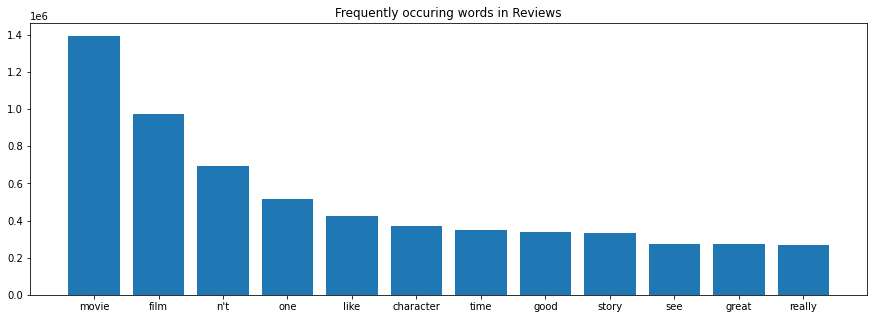 Frequently occuring words in Reviews
1e6
1.4
1.2
1.0
0.8
0.6
0.4
0.2
0.0
movie film n't one like character time good story see great really